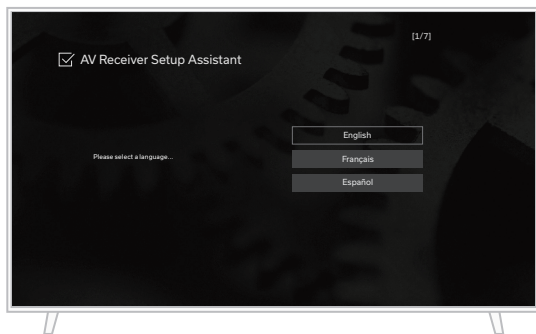 [1/7]
AV Receiver Setup Assistant
English
Please select a language...
Français
Español